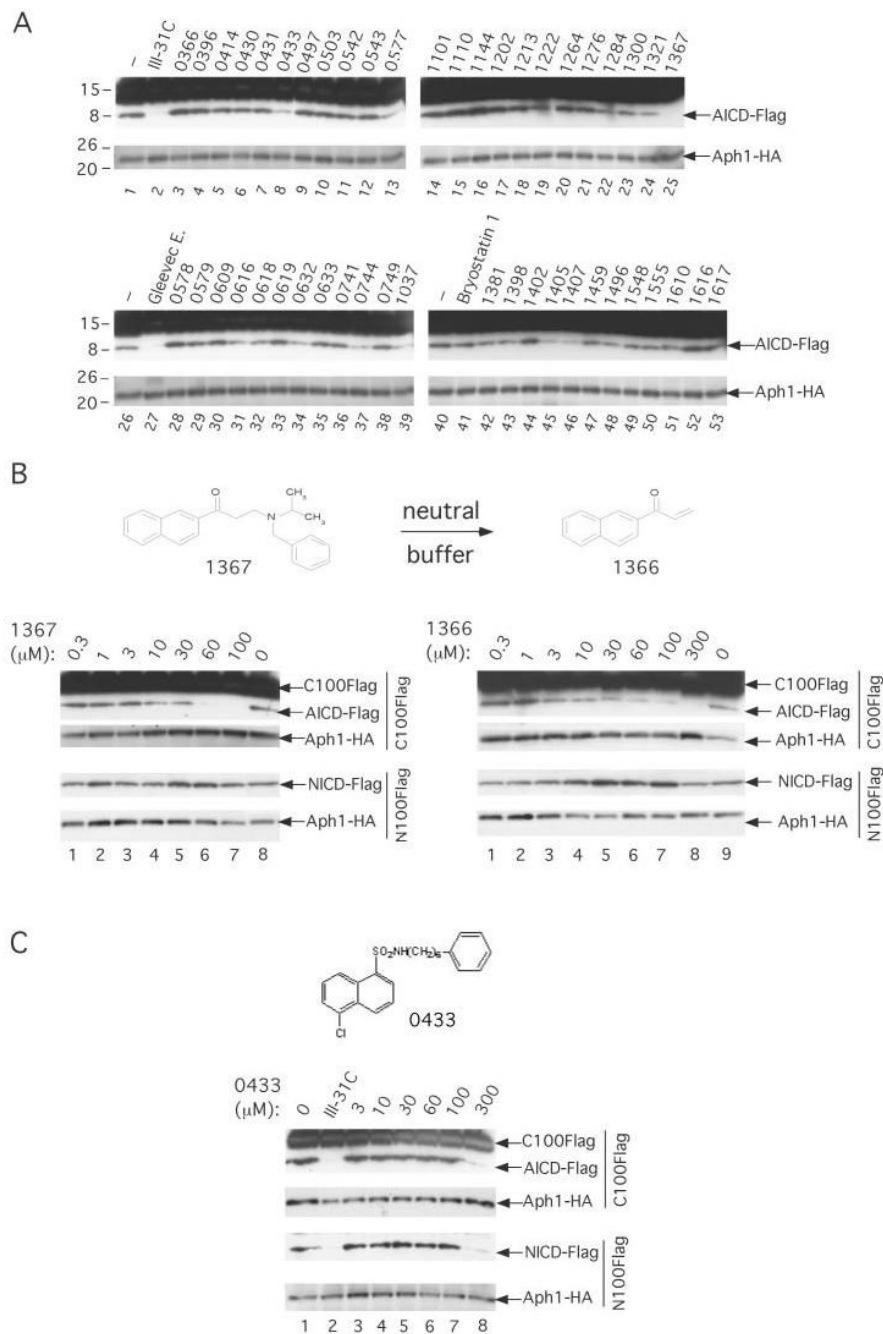 A
– III-31C 0366 0396 0414 0430 0431 0433 0497 0503 0542 0543 0577 1101 1110 1144 1202 1213 1222 1264 1276 1284 1300 1321 1367
15 –
8 – AICD-Flag
26 –
Aph1-HA
20 –
1 2 3 4 5 6 7 8 9 10 11 12 13 14 15 16 17 18 19 20 21 22 23 24 25
– Gleevec E. 0578 0579 0609 0616 0618 0619 0632 0633 0741 0744 0749 1037 – Bryostatin 1 1381 1398 1402 1405 1407 1459 1496 1548 1555 1610 1616 1617
15 –
8 – AICD-Flag
26 –
Aph1-HA
20 –
26 27 28 29 30 31 32 33 34 35 36 37 38 39 40 41 42 43 44 45 46 47 48 49 50 51 52 53
B
O CH3 N CH3
1367
neutral
buffer
O
1366
1367
(μM): 0.3 1 3 10 30 60 100 0
C100Flag
AICD-Flag
Aph1-HA
C100Flag
NICD-Flag
Aph1-HA
N100Flag
1 2 3 4 5 6 7 8
1366
(μM): 0.3 1 3 10 30 60 100 300 0
C100Flag
AICD-Flag
Aph1-HA
C100Flag
NICD-Flag
Aph1-HA
N100Flag
1 2 3 4 5 6 7 8 9
C
Cl
0433
0433
(μM): 0 III-31C 3 10 30 60 100 300
C100Flag
AICD-Flag
Aph1-HA
C100Flag
NICD-Flag
Aph1-HA
N100Flag
1 2 3 4 5 6 7 8